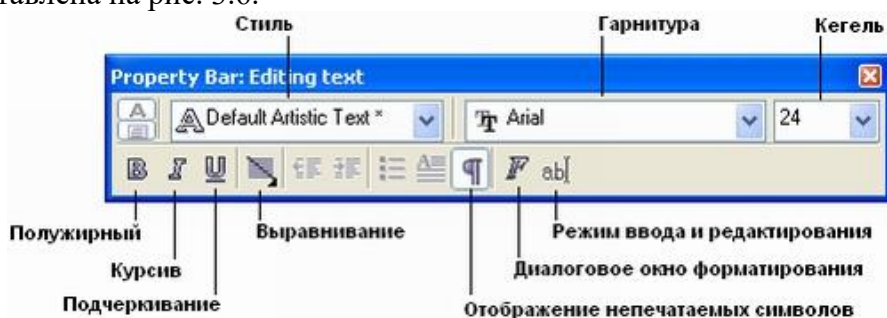 тавлена на рис. 3.6.
Стиль Гарнитура Кегель
Property Bar: Editing text
A Default Artistic Text * Arial 24
B I U ¶ F ab
Полужирный Выравнивание Режим ввода и редактирования
Курсив Диалоговое окно форматирования
Подчеркивание Отображение непечатаемых символов